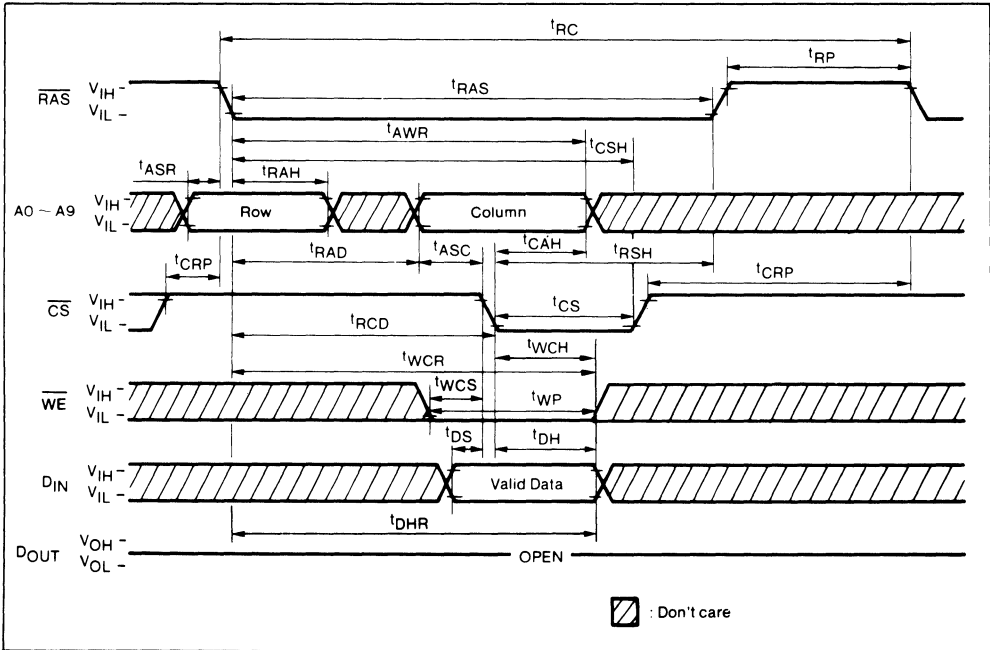 tRC
tRP
RAS VIH
VIL
tRAS
tAWR
tCSH
tASR
tRAH
A0 ~ A9 VIH
VIL
Row
Column
tCAH
tRAD
tASC
tRSH
tCRP
tCRP
CS VIH
VIL
tCS
tRCD
tWCH
tWCR
WE VIH
VIL
tWCS
tWP
tDS
tDH
DIN VIH
VIL
Valid Data
tDHR
DOUT VOH
VOL
OPEN
: Don't care